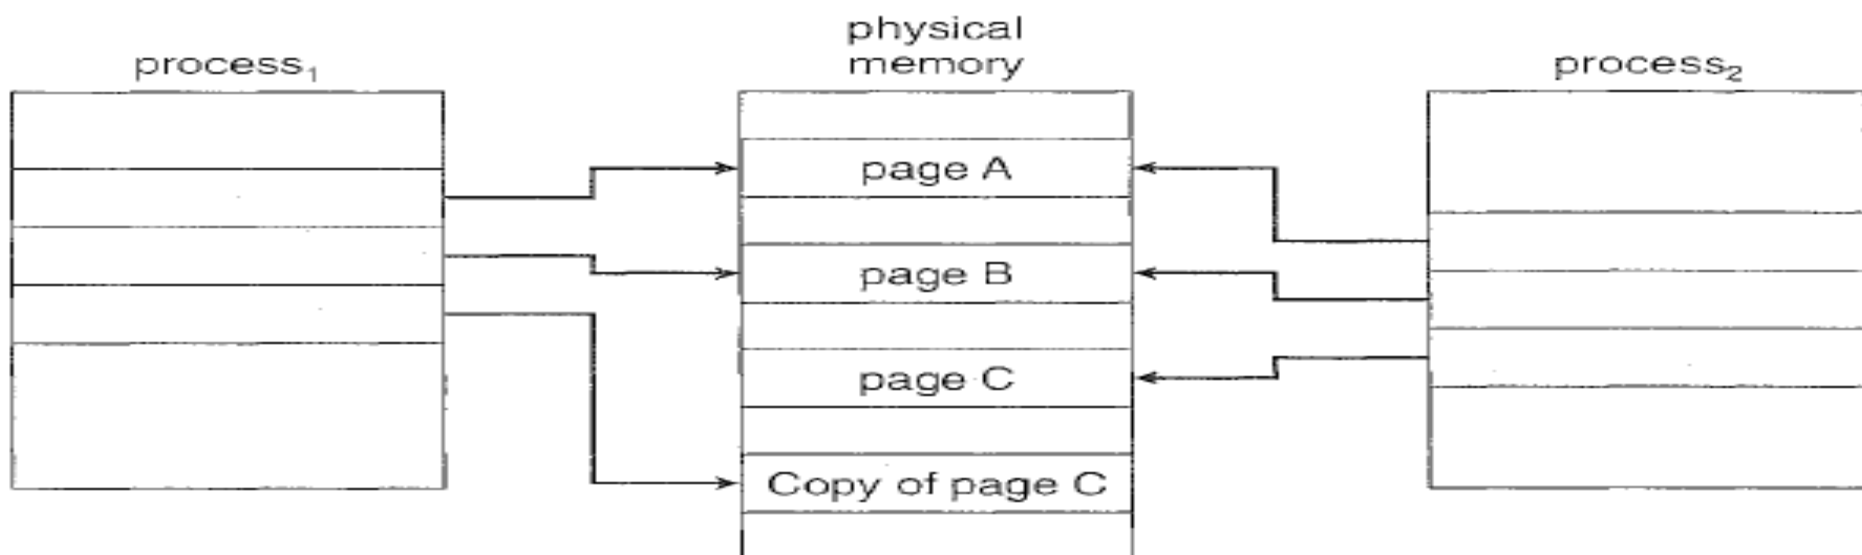 process₁
physical
memory
process₂
page A
page B
page C
Copy of page C